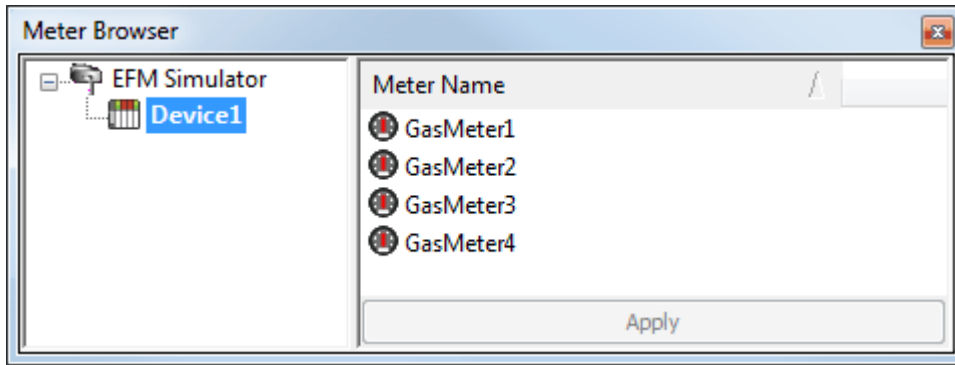 Meter Browser
EFM Simulator
Device1
Meter Name
GasMeter1
GasMeter2
GasMeter3
GasMeter4
Apply